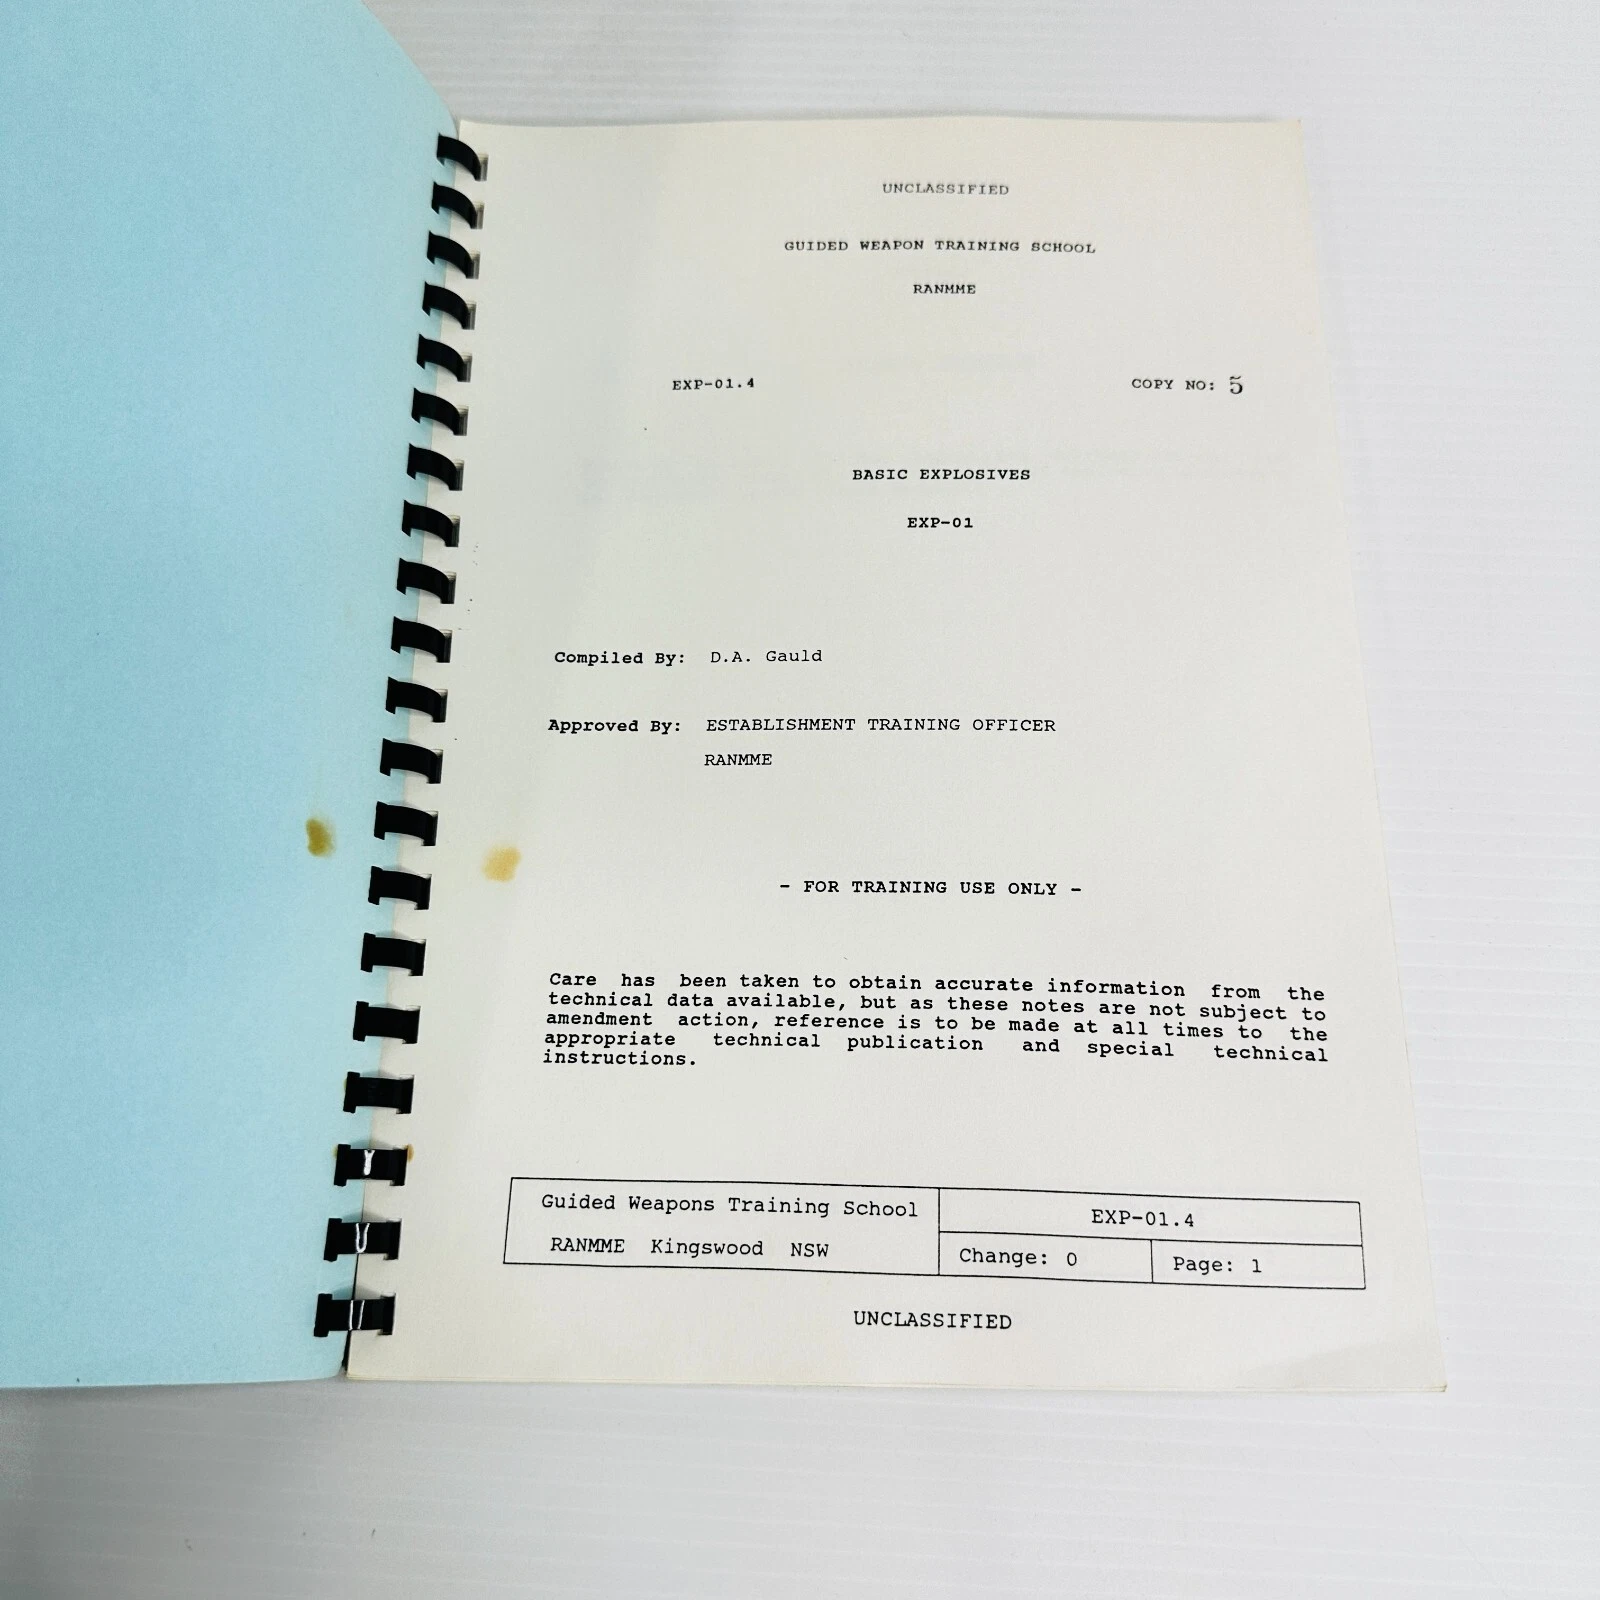 UNCLASSIFIED
GUIDED WEAPON TRAINING SCHOOL
RANMME
EXP-01.4 COPY NO: 5
BASIC EXPLOSIVES
EXP-01
Compiled By: D.A. Gauld
Approved By: ESTABLISHMENT TRAINING OFFICER
RANMME
- FOR TRAINING USE ONLY -
Care has been taken to obtain accurate information from the
technical data available, but as these notes are not subject to
amendment action, reference is to be made at all times to the
appropriate technical publication and special technical
instructions.
Guided Weapons Training School
RANMME Kingswood NSW
EXP-01.4
Change: 0 Page: 1
UNCLASSIFIED